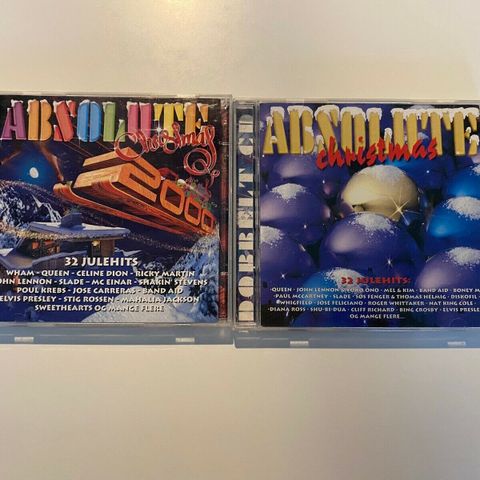 ABSOLUTE
Christmas
2000
32 JULEHITS
WHAM - QUEEN - CELINE DION - RICKY MARTIN
JOHN LENNON - SLADE - MC EINAR - SHAKIN' STEVENS
POUL KREBS - JOSE CARRERAS - BAND AID
ELVIS PRESLEY - STIG ROSSEN - MAHALIA JACKSON
SWEETHEARTS OG MANGE FLERE
DOBBELT CD
ABSOLUTE
christmas
32 JULEHITS:
QUEEN - JOHN LENNON & YOKO ONO - MEL & KIM - BAND AID - BONEY M
PAUL MCCARTNEY - SLADE - SØS FENGER & THOMAS HELMIG - DISKOFIL
WHIGFIELD - JOSE FELICIANO - ROGER WHITTAKER - NAT KING COLE -
DIANA ROSS - SHU-BI-DUA - CLIFF RICHARD - BING CROSBY - ELVIS PRESLEY
OG MANGE FLERE...